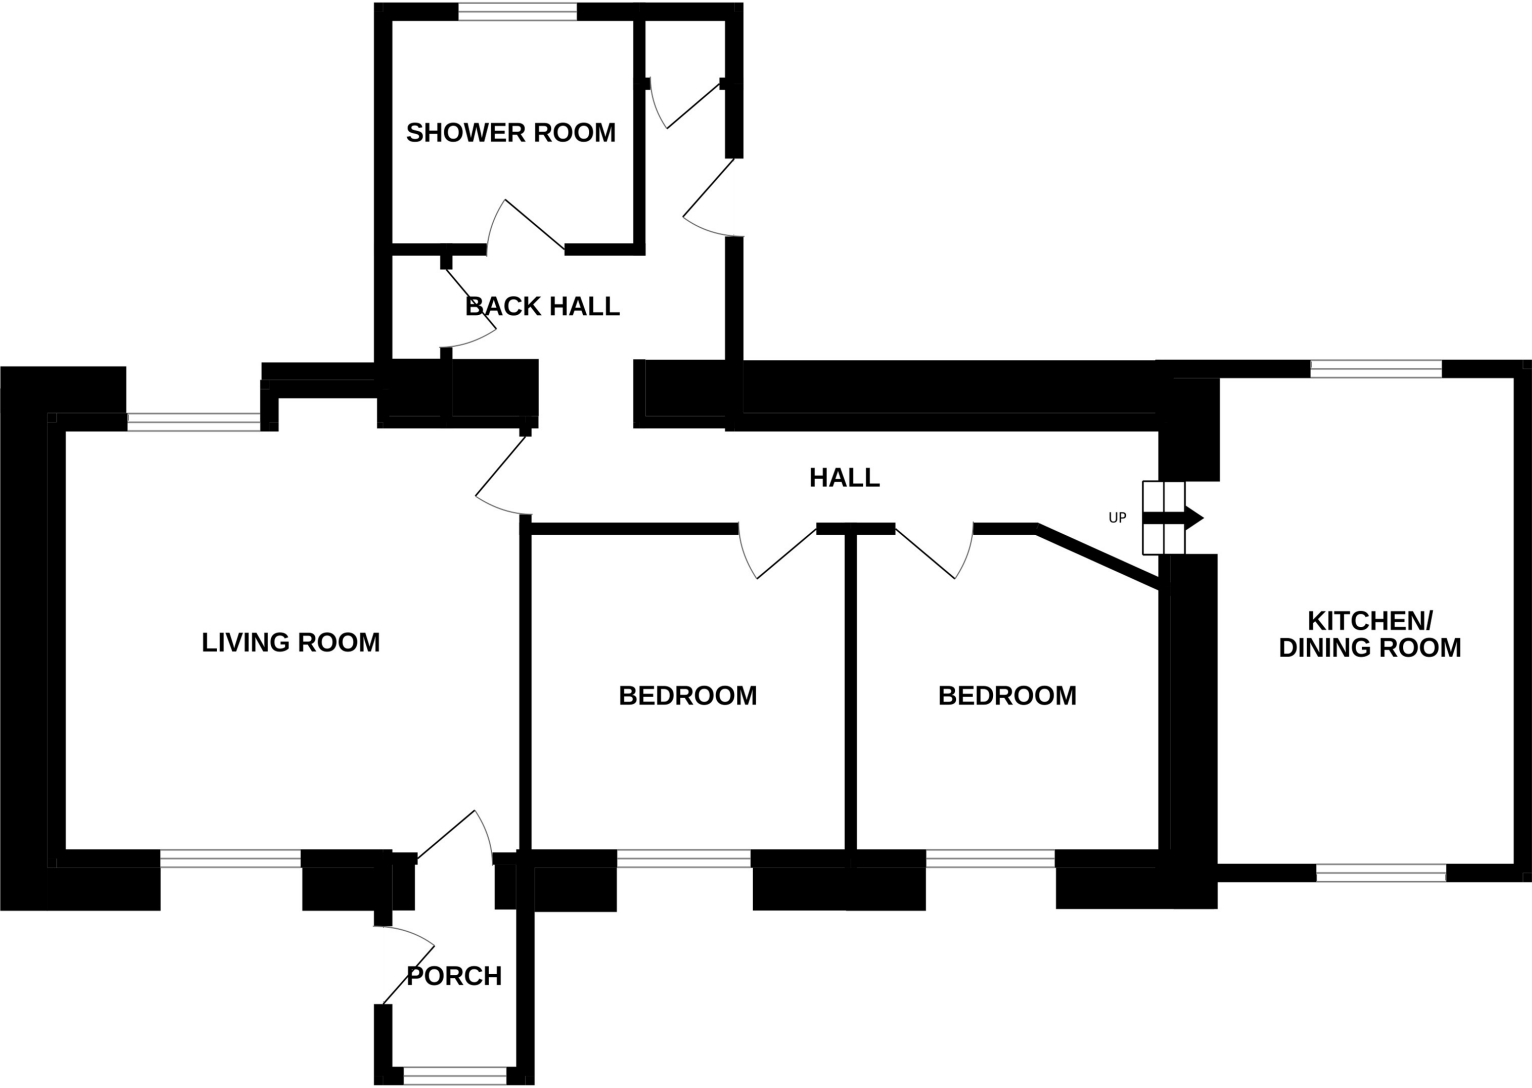 SHOWER ROOM
BACK HALL
HALL
UP
KITCHEN/
DINING ROOM
LIVING ROOM
BEDROOM
BEDROOM
PORCH